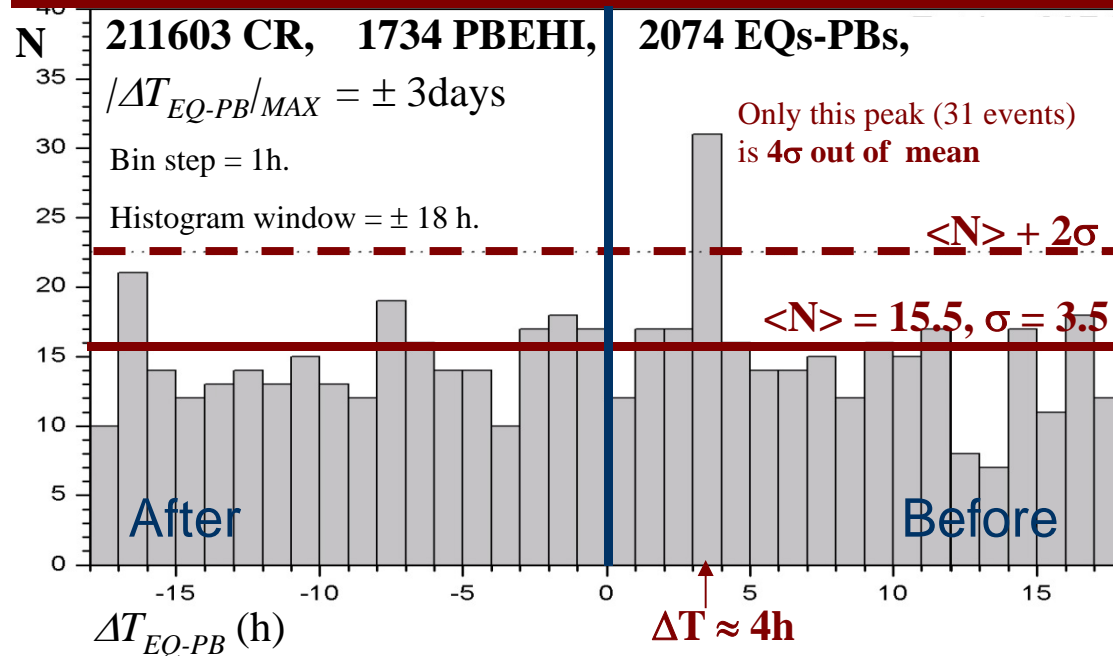 40
N 211603 CR, 1734 PBEHI, 2074 EQs-PBs,
35
/ΔT_EQ-PB/_MAX = ± 3days
Only this peak (31 events)
is 4σ out of mean
30
Bin step = 1h.
25
Histogram window = ± 18 h.
<N> + 2σ
20
<N> = 15.5, σ = 3.5
15
10
5
After Before
0
-15 -10 -5 0 5 10 15
ΔT_EQ-PB (h) ΔT ≈ 4h